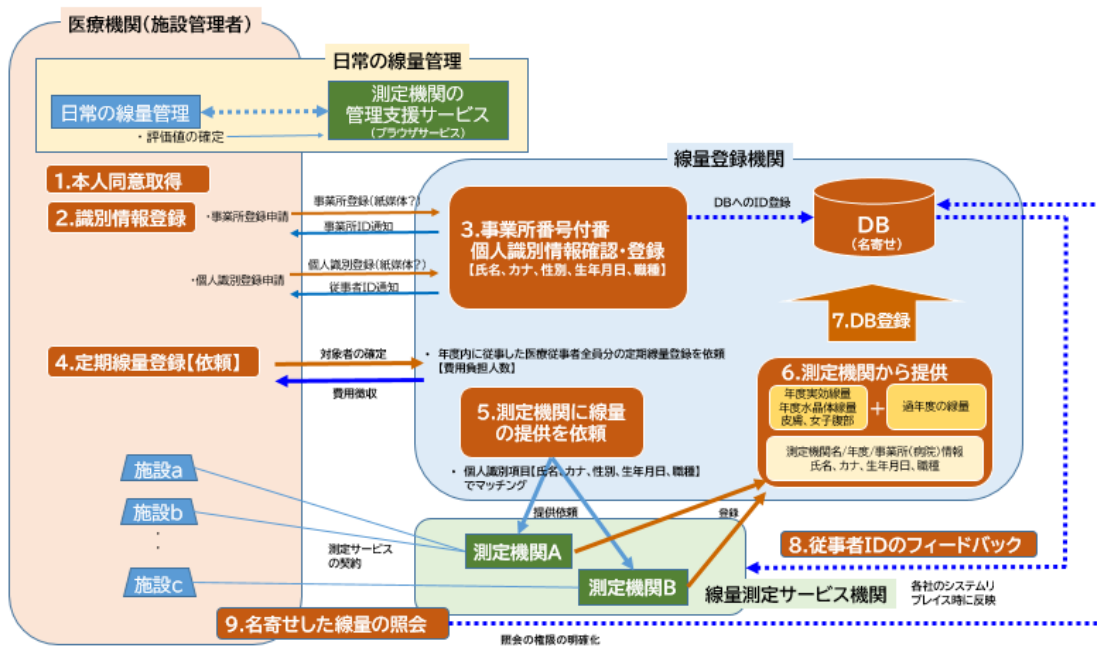 医療機関(施設管理者)
日常の線量管理
日常の線量管理
測定機関の
管理支援サービス
(ブラウザサービス)
・評価値の確定
線量登録機関
1.本人同意取得
2.識別情報登録
・事業所登録申請
事業所登録(紙媒体?)
事業所ID通知
・個人識別登録申請
個人識別登録(紙媒体?)
従事者ID通知
3.事業所番号付番
個人識別情報確認・登録
【氏名、カナ、性別、生年月日、職種】
DBへのID登録
DB
(名寄せ)
7.DB登録
4.定期線量登録【依頼】
対象者の確定
費用徴収
・ 年度内に従事した医療従事者全員分の定期線量登録を依頼
【費用負担人数】
5.測定機関に線量
の提供を依頼
・ 個人識別項目【氏名、カナ、性別、生年月日、職種】
でマッチング
6.測定機関から提供
年度実効線量
年度水晶体線量
皮膚、女子腹部
+
過年度の線量
測定機関名/年度/事業所(病院)情報
氏名、カナ、生年月日、職種
施設a
施設b
・
・
施設c
測定サービス
の契約
提供依頼
登録
測定機関A
測定機関B
線量測定サービス機関
8.従事者IDのフィードバック
各社のシステムリ
プレイス時に反映
9.名寄せした線量の照会
照会の権限の明確化